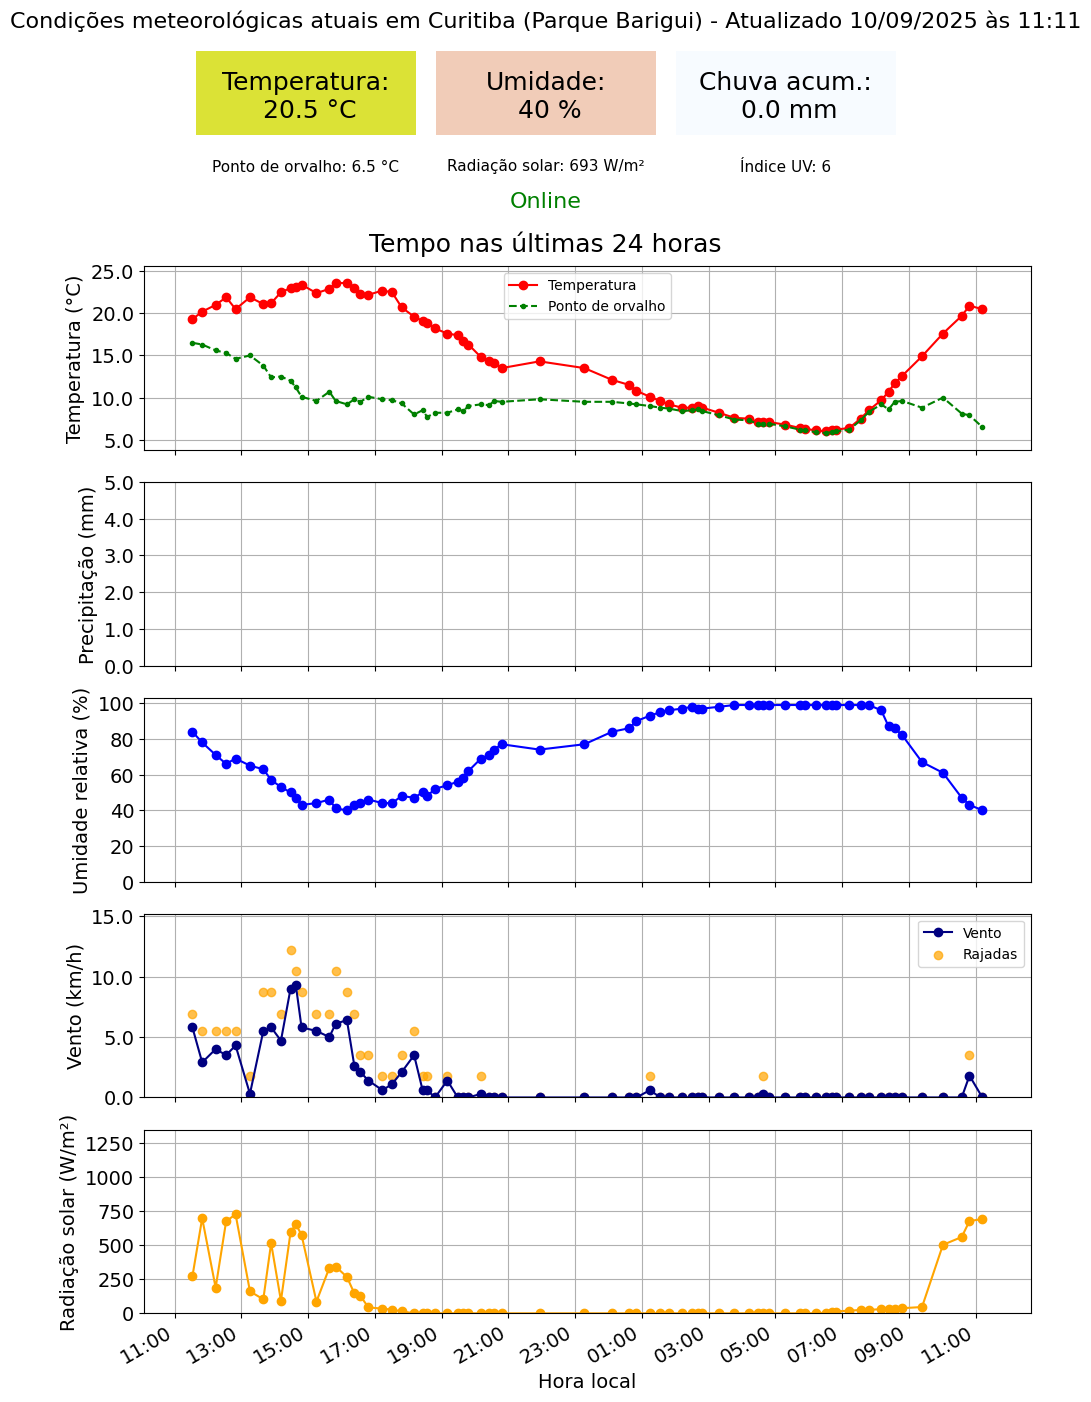 Condições meteorológicas atuais em Curitiba (Parque Barigui) - Atualizado 10/09/2025 às 11:11
Temperatura:
20.5 °C
Umidade:
40 %
Chuva acum.:
0.0 mm
Ponto de orvalho: 6.5 °C
Radiação solar: 693 W/m²
Índice UV: 6
Online
Tempo nas últimas 24 horas
Temperatura (°C)
25.0
20.0
15.0
10.0
5.0
Temperatura
Ponto de orvalho
Precipitação (mm)
5.0
4.0
3.0
2.0
1.0
0.0
Umidade relativa (%)
100
80
60
40
20
0
Vento (km/h)
15.0
10.0
5.0
0.0
Vento
Rajadas
Radiação solar (W/m²)
1250
1000
750
500
250
0
11:00
13:00
15:00
17:00
19:00
21:00
23:00
01:00
03:00
05:00
07:00
09:00
11:00
Hora local